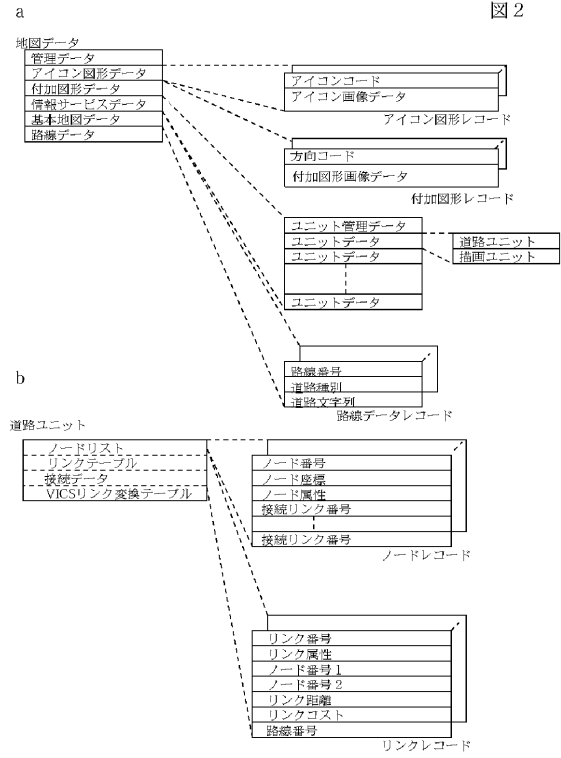 a
図２
地図データ
管理データ
アイコン図形データ
付加図形データ
情報サービスデータ
基本地図データ
路線データ
アイコンコード
アイコン画像データ
アイコン図形レコード
方向コード
付加図形画像データ
付加図形レコード
ユニット管理データ
ユニットデータ
ユニットデータ
ユニットデータ
道路ユニット
描画ユニット
路線番号
道路種別
道路文字列
路線データレコード
b
道路ユニット
ノードリスト
リンクテーブル
接続データ
VICSリンク変換テーブル
ノード番号
ノード座標
ノード属性
接続リンク番号
接続リンク番号
ノードレコード
リンク番号
リンク属性
ノード番号１
ノード番号２
リンク距離
リンクコスト
路線番号
リンクレコード